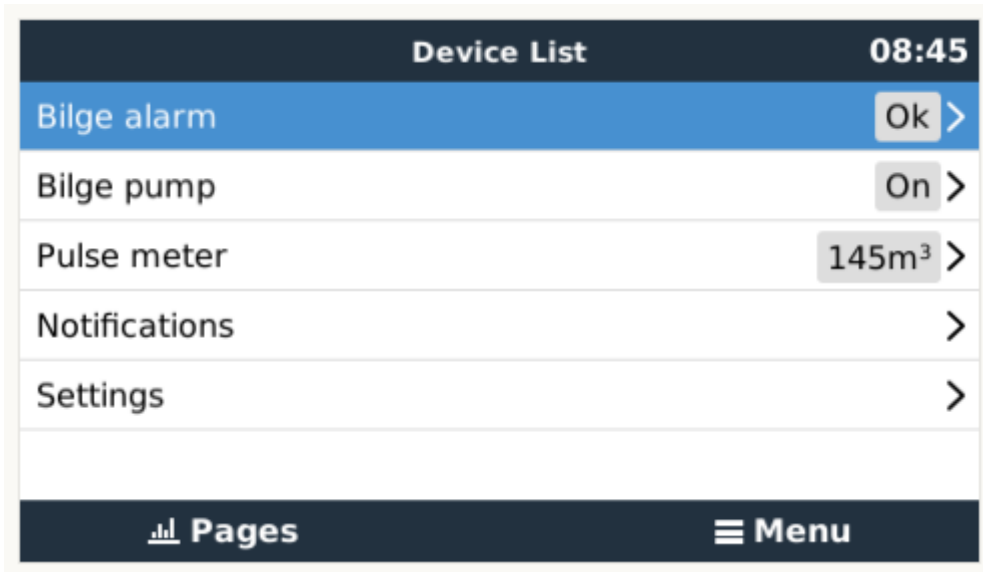 Device List 08:45
Bilge alarm Ok
Bilge pump On
Pulse meter 145m³
Notifications
Settings
Pages Menu